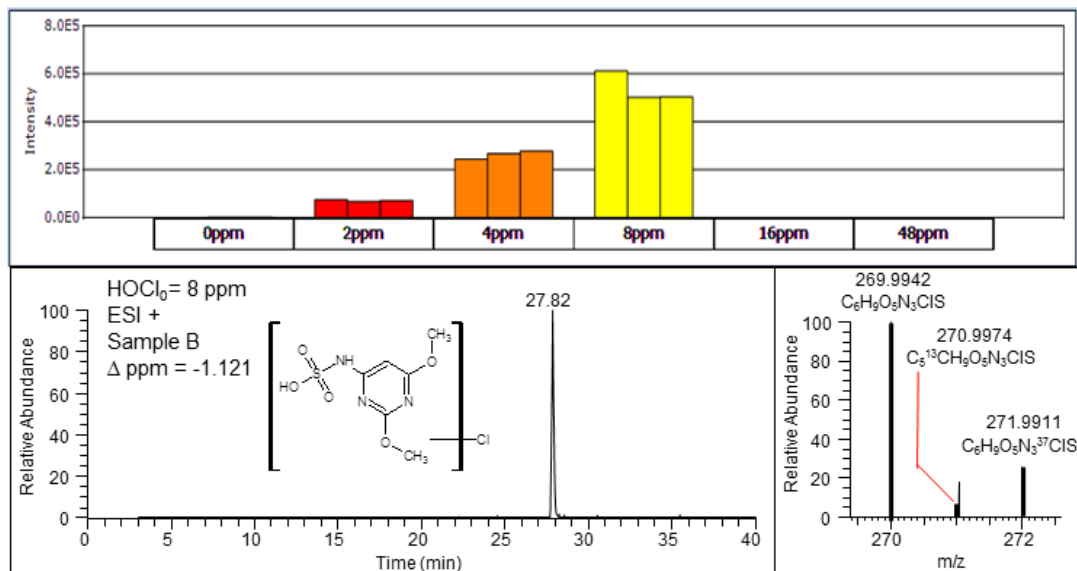 8.0E5
6.0E5
4.0E5
2.0E5
0.0E0
Intensity
0ppm 2ppm 4ppm 8ppm 16ppm 48ppm
HOCl₀= 8 ppm
ESI +
Sample B
Δ ppm = -1.121
27.82
100
80
60
40
20
0
Relative Abundance
0 5 10 15 20 25 30 35 40
Time (min)
O
HO
S
O
NH
N
N
O
CH₃
O
CH₃
Cl
269.9942
C₆H₉O₅N₃ClS
270.9974
C₅¹³CH₉O₅N₃ClS
271.9911
C₆H₉O₅N₃³⁷ClS
100
80
60
40
20
0
Relative Abundance
270 272
m/z